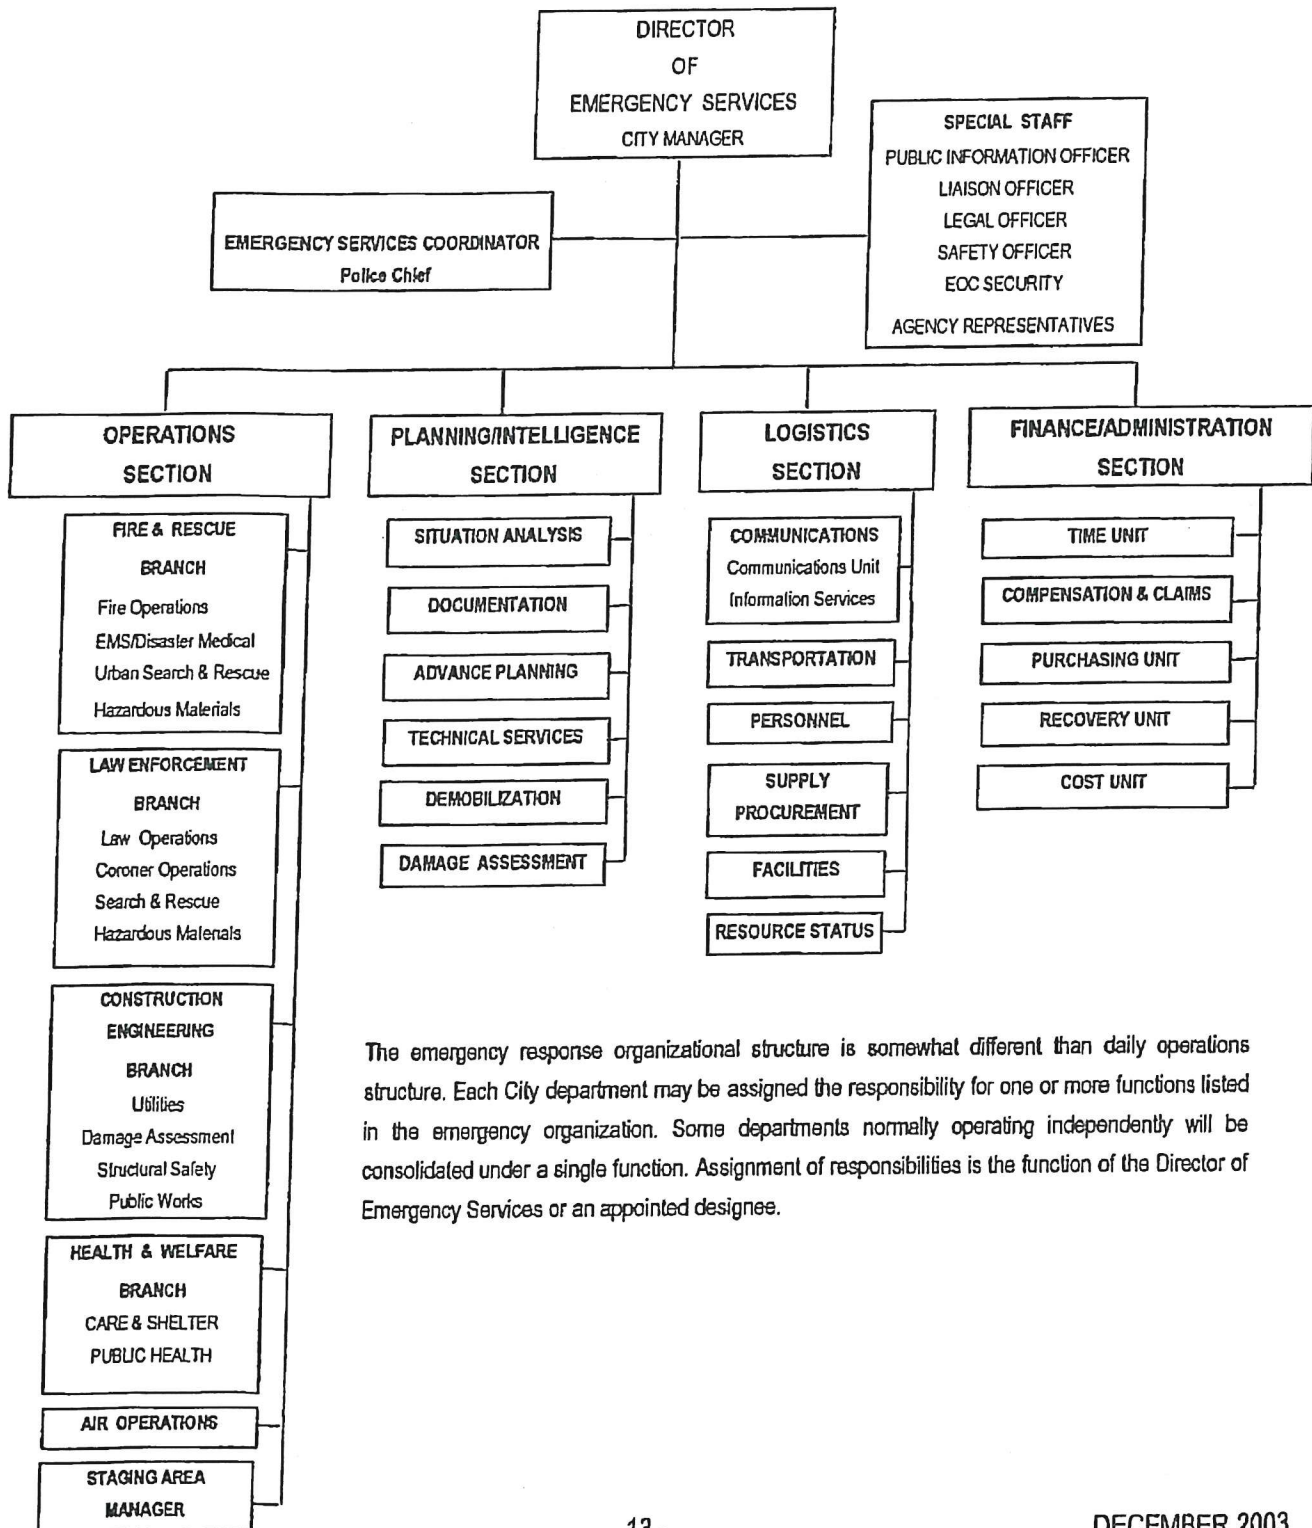 DIRECTOR
OF
EMERGENCY SERVICES
CITY MANAGER
SPECIAL STAFF
PUBLIC INFORMATION OFFICER
LIAISON OFFICER
LEGAL OFFICER
SAFETY OFFICER
EOC SECURITY
AGENCY REPRESENTATIVES
EMERGENCY SERVICES COORDINATOR
Police Chief
OPERATIONS
SECTION
FIRE & RESCUE
BRANCH
Fire Operations
EMS/Disaster Medical
Urban Search & Rescue
Hazardous Materials
LAW ENFORCEMENT
BRANCH
Law Operations
Coroner Operations
Search & Rescue
Hazardous Materials
CONSTRUCTION
ENGINEERING
BRANCH
Utilities
Damage Assessment
Structural Safety
Public Works
HEALTH & WELFARE
BRANCH
CARE & SHELTER
PUBLIC HEALTH
AIR OPERATIONS
STAGING AREA
MANAGER
PLANNING/INTELLIGENCE
SECTION
SITUATION ANALYSIS
DOCUMENTATION
ADVANCE PLANNING
TECHNICAL SERVICES
DEMOBILIZATION
DAMAGE ASSESSMENT
LOGISTICS
SECTION
COMMUNICATIONS
Communications Unit
Information Services
TRANSPORTATION
PERSONNEL
SUPPLY
PROCUREMENT
FACILITIES
RESOURCE STATUS
FINANCE/ADMINISTRATION
SECTION
TIME UNIT
COMPENSATION & CLAIMS
PURCHASING UNIT
RECOVERY UNIT
COST UNIT
The emergency response organizational structure is somewhat different than daily operations
structure. Each City department may be assigned the responsibility for one or more functions listed
in the emergency organization. Some departments normally operating independently will be
consolidated under a single function. Assignment of responsibilities is the function of the Director of
Emergency Services or an appointed designee.
13
DECEMBER 2003